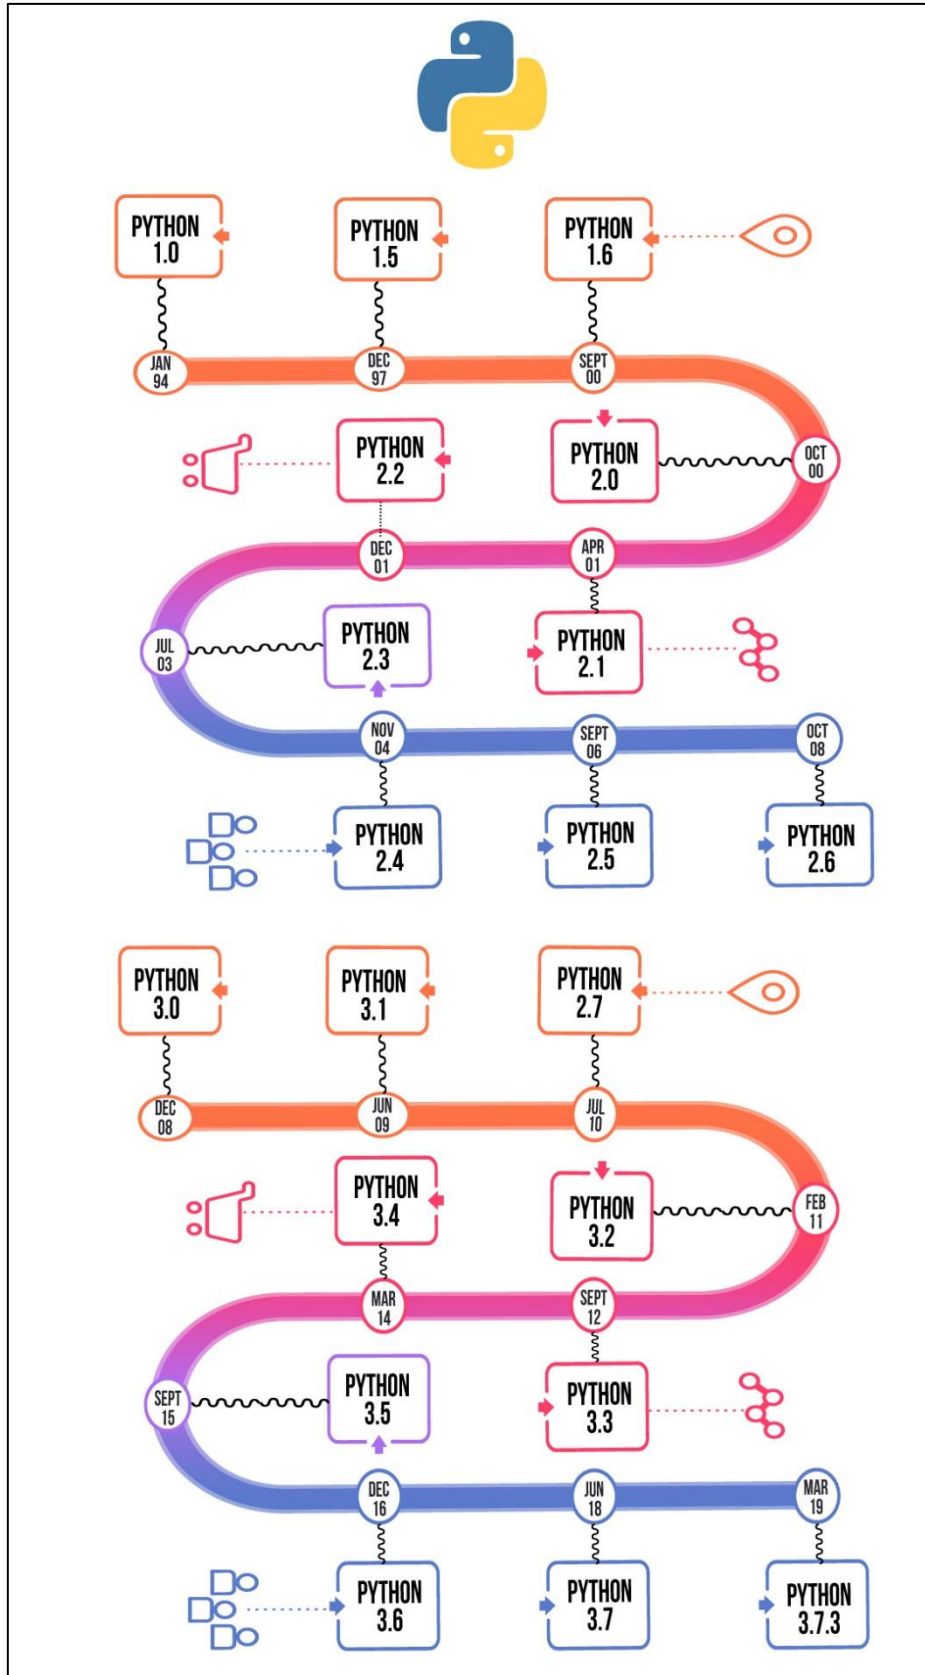 PYTHON
1.0
PYTHON
1.5
PYTHON
1.6
JAN
94
DEC
97
SEPT
00
PYTHON
2.2
PYTHON
2.0
OCT
00
DEC
01
APR
01
JUL
03
PYTHON
2.3
PYTHON
2.1
NOV
04
SEPT
06
OCT
08
PYTHON
2.4
PYTHON
2.5
PYTHON
2.6
PYTHON
3.0
PYTHON
3.1
PYTHON
2.7
DEC
08
JUN
09
JUL
10
PYTHON
3.4
PYTHON
3.2
FEB
11
MAR
14
SEPT
12
SEPT
15
PYTHON
3.5
PYTHON
3.3
DEC
16
JUN
18
MAR
19
PYTHON
3.6
PYTHON
3.7
PYTHON
3.7.3